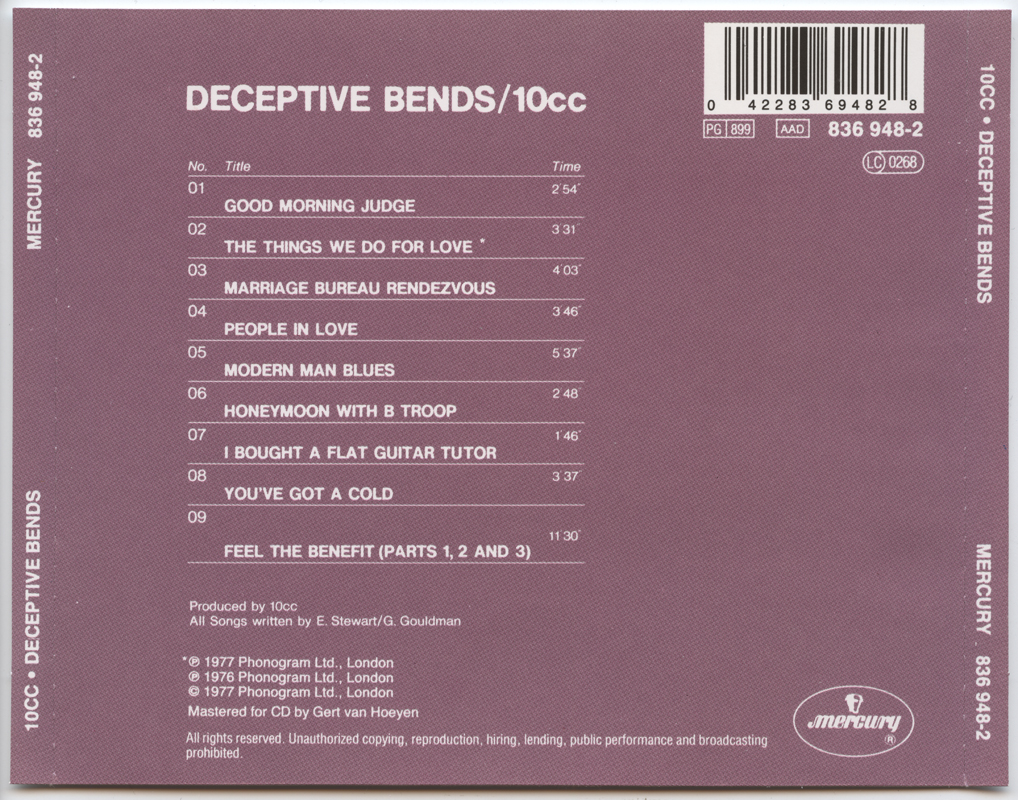 DECEPTIVE BENDS/10cc
0 42283 69482 8
PG 899 AAD 836 948-2
LC 0268
No. Title Time
01 2'54"
GOOD MORNING JUDGE
02 3'31"
THE THINGS WE DO FOR LOVE *
03 4'03"
MARRIAGE BUREAU RENDEZVOUS
04 3'46"
PEOPLE IN LOVE
05 5'37"
MODERN MAN BLUES
06 2'48"
HONEYMOON WITH B TROOP
07 1'46"
I BOUGHT A FLAT GUITAR TUTOR
08 3'37"
YOU'VE GOT A COLD
09
11'30"
FEEL THE BENEFIT (PARTS 1, 2 AND 3)
Produced by 10cc
All Songs written by E. Stewart/G. Gouldman
*℗ 1977 Phonogram Ltd., London
℗ 1976 Phonogram Ltd., London
© 1977 Phonogram Ltd., London
Mastered for CD by Gert van Hoeyen
All rights reserved. Unauthorized copying, reproduction, hiring, lending, public performance and broadcasting
prohibited.
mercury ®
10CC • DECEPTIVE BENDS MERCURY 836 948-2
10CC • DECEPTIVE BENDS MERCURY 836 948-2